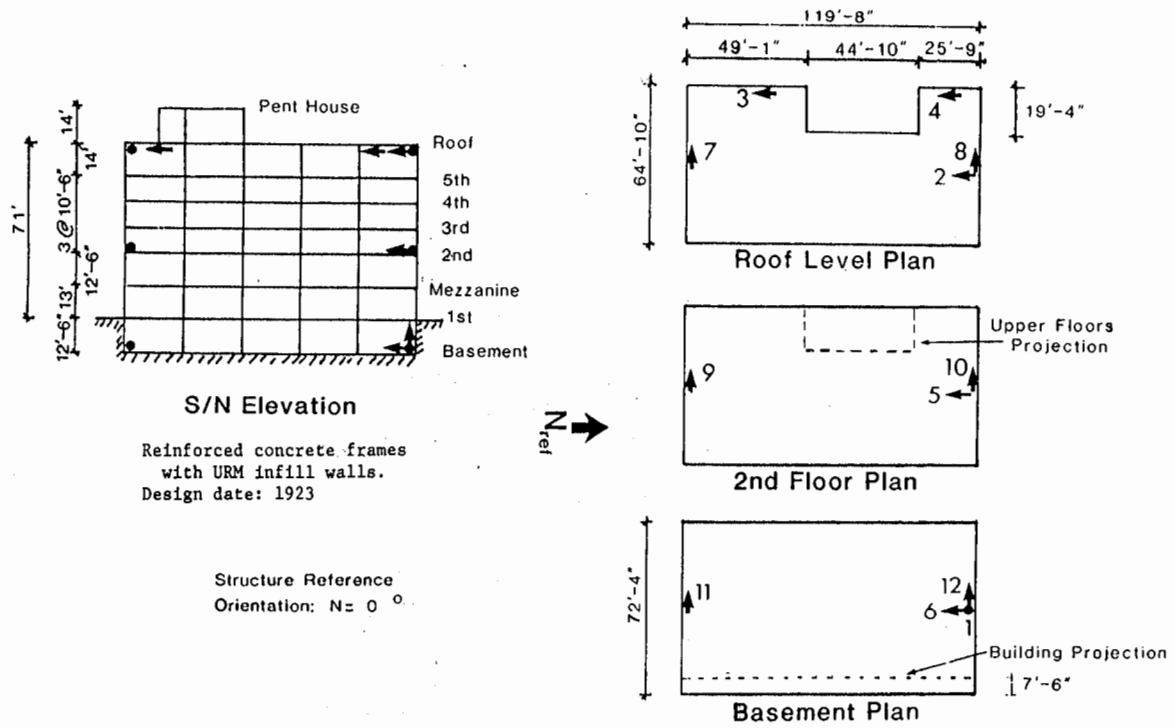 Pent House
Roof
5th
4th
3rd
2nd
Mezzanine
1st
Basement
14'
14'
71'
3 @ 10'-6"
12'-6"
13'
12'-6"
S/N Elevation
Reinforced concrete frames
with URM infill walls.
Design date: 1923
Structure Reference
Orientation: N= 0 °
Nref
119'-8"
49'-1"
44'-10"
25'-9"
64'-10"
19'-4"
3
4
7
8
2
Roof Level Plan
Upper Floors
Projection
9
10
5
2nd Floor Plan
72'-4"
11
12
6
1
Building Projection
7'-6"
Basement Plan